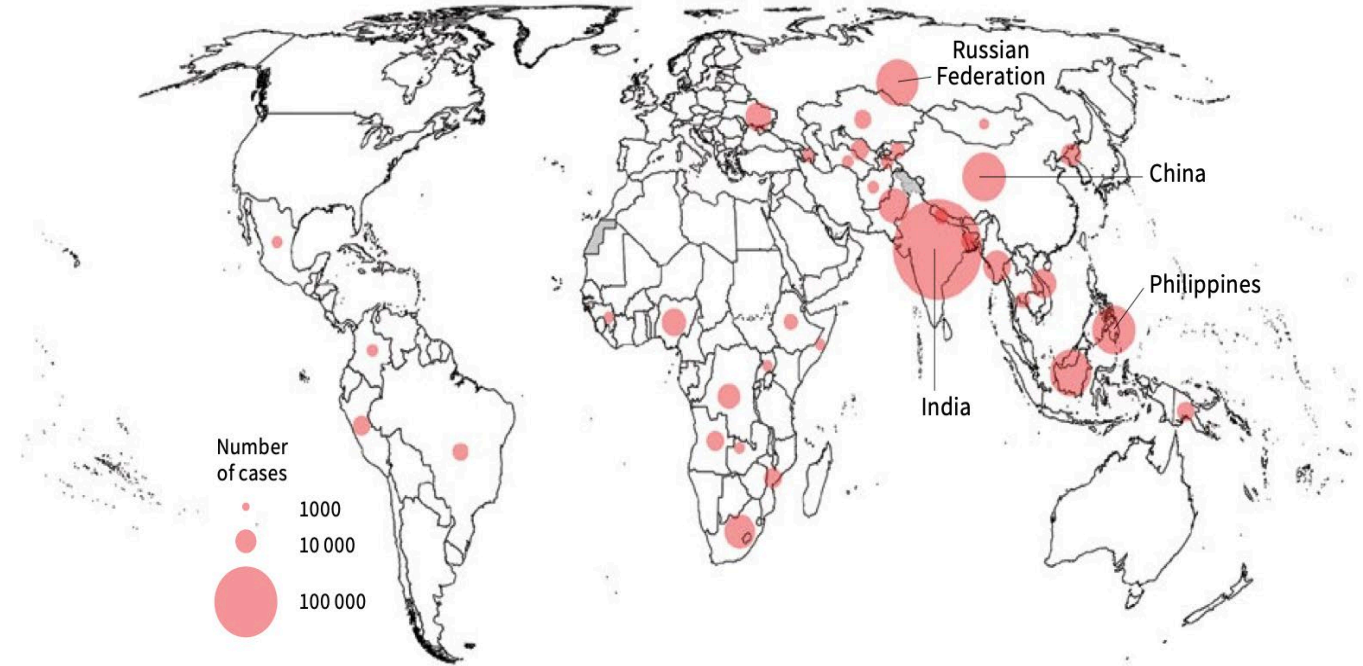 Russian
Federation
China
Philippines
India
Number
of cases
1000
10 000
100 000